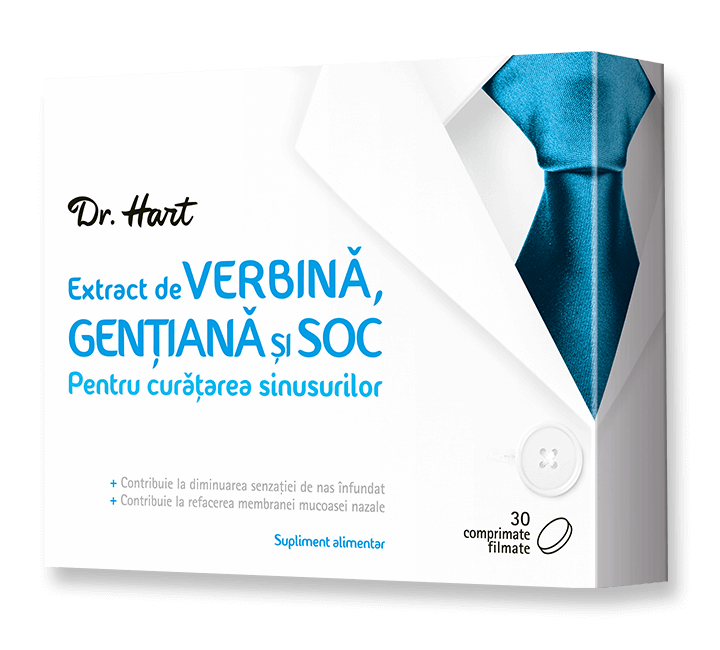 Dr. Hart
Extract de VERBINĂ,
GENȚIANĂ ȘI SOC
Pentru curățarea sinusurilor
+ Contribuie la diminuarea senzației de nas înfundat
+ Contribuie la refacerea membranei mucoasei nazale
Supliment alimentar
30
comprimate
filmate